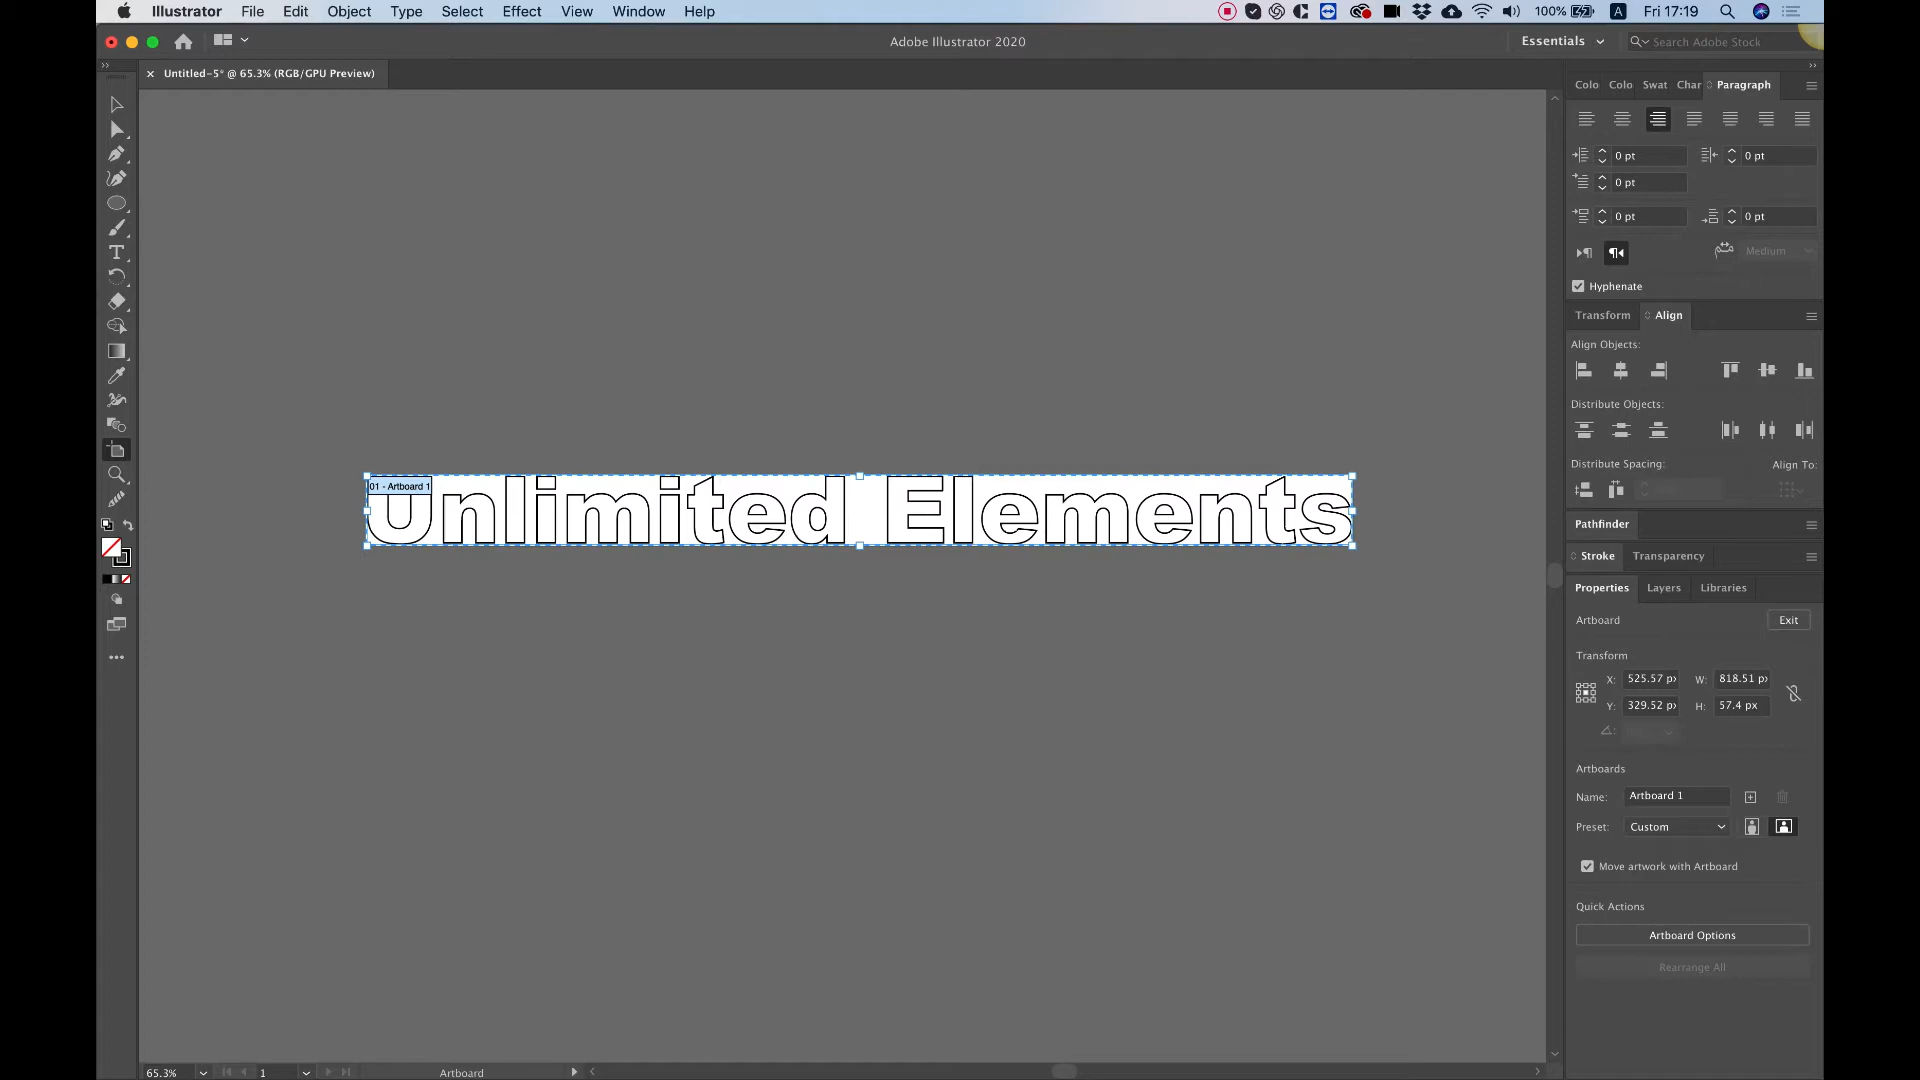 Illustrator File Edit Object Type Select Effect View Window Help
100% A Fri 17:19
Adobe Illustrator 2020
Essentials
Search Adobe Stock
Untitled-5* @ 65.3% (RGB/GPU Preview)
Colo Colo Swat Char Paragraph
0 pt 0 pt
0 pt
0 pt 0 pt
Medium
Hyphenate
Transform Align
Align Objects:
Distribute Objects:
Distribute Spacing: Align To:
01 - Artboard 1
Unlimited Elements
Pathfinder
Stroke Transparency
Properties Layers Libraries
Artboard Exit
Transform
X: 525.57 px W: 818.51 px
Y: 329.52 px H: 57.4 px
Artboards
Name: Artboard 1
Preset: Custom
Move artwork with Artboard
Quick Actions
Artboard Options
Rearrange All
65.3% 1 Artboard